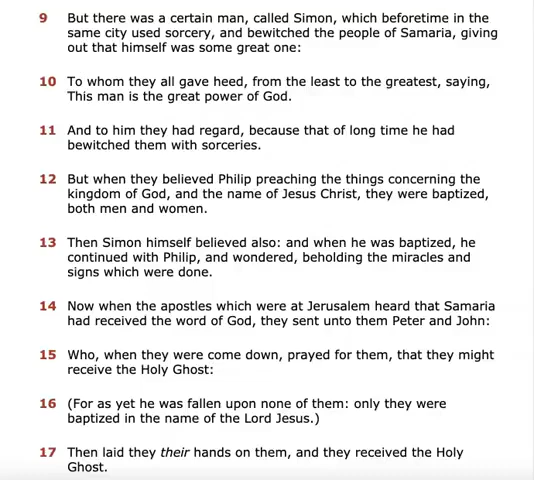 9 But there was a certain man, called Simon, which beforetime in the
same city used sorcery, and bewitched the people of Samaria, giving
out that himself was some great one:
10 To whom they all gave heed, from the least to the greatest, saying,
This man is the great power of God.
11 And to him they had regard, because that of long time he had
bewitched them with sorceries.
12 But when they believed Philip preaching the things concerning the
kingdom of God, and the name of Jesus Christ, they were baptized,
both men and women.
13 Then Simon himself believed also: and when he was baptized, he
continued with Philip, and wondered, beholding the miracles and
signs which were done.
14 Now when the apostles which were at Jerusalem heard that Samaria
had received the word of God, they sent unto them Peter and John:
15 Who, when they were come down, prayed for them, that they might
receive the Holy Ghost:
16 (For as yet he was fallen upon none of them: only they were
baptized in the name of the Lord Jesus.)
17 Then laid they their hands on them, and they received the Holy
Ghost.